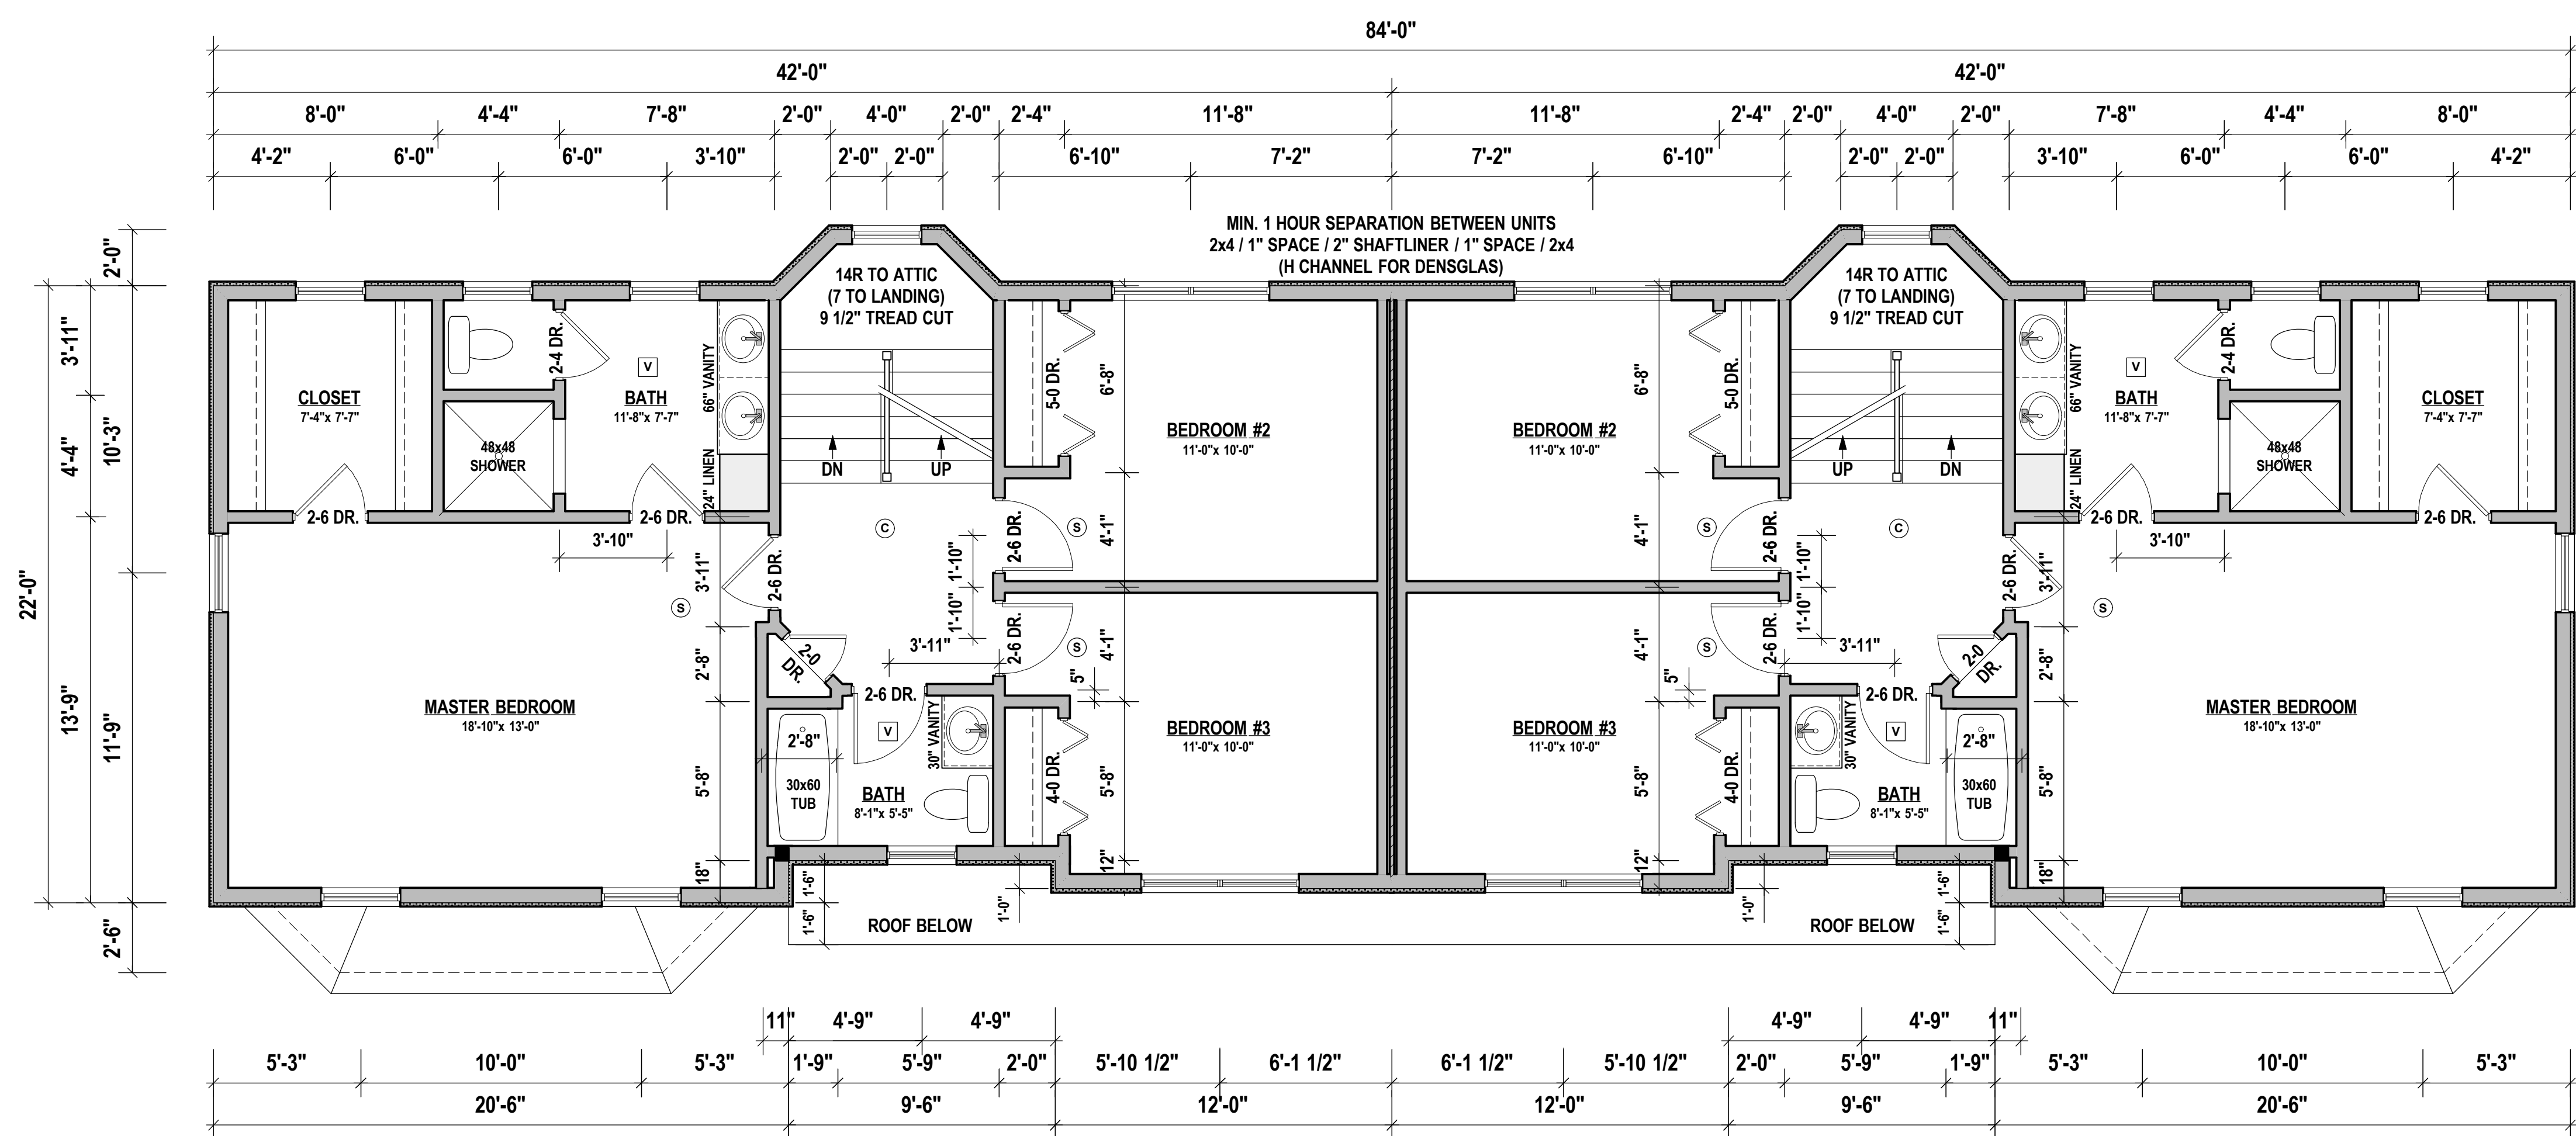 84'-0"
42'-0" 42'-0"
8'-0" 4'-4" 7'-8" 2'-0" 4'-0" 2'-0" 2'-4" 11'-8" 11'-8" 2'-4" 2'-0" 4'-0" 2'-0" 7'-8" 4'-4" 8'-0"
4'-2" 6'-0" 6'-0" 3'-10" 2'-0" 2'-0" 6'-10" 7'-2" 7'-2" 6'-10" 2'-0" 2'-0" 3'-10" 6'-0" 6'-0" 4'-2"
MIN. 1 HOUR SEPARATION BETWEEN UNITS
2x4 / 1" SPACE / 2" SHAFTLINER / 1" SPACE / 2x4
(H CHANNEL FOR DENSGLAS)
22'-0"
3'-11"
4'-4"
13'-9"
2'-0"
10'-3"
11'-9"
2'-6"
CLOSET
7'-4"x 7'-7"
2-6 DR.
2-4 DR.
V
BATH
11'-8"x 7'-7"
66" VANITY
24" LINEN
48x48
SHOWER
2-6 DR.
3'-10"
14R TO ATTIC
(7 TO LANDING)
9 1/2" TREAD CUT
DN
UP
C
S
2-6 DR.
3'-11"
2'-8"
5'-8"
18"
MASTER BEDROOM
18'-10"x 13'-0"
2-0
DR.
3'-11"
1'-10"
1'-10"
2-6 DR.
2-6 DR.
2-6 DR.
V
30" VANITY
2'-8"
30x60
TUB
BATH
8'-1"x 5'-5"
5-0 DR.
6'-8"
4'-1"
S
BEDROOM #2
11'-0"x 10'-0"
S
4'-1"
5"
4-0 DR.
5'-8"
12"
BEDROOM #3
11'-0"x 10'-0"
1'-6"
1'-6"
ROOF BELOW
1'-0"
BEDROOM #2
11'-0"x 10'-0"
6'-8"
5-0 DR.
4'-1"
S
BEDROOM #3
11'-0"x 10'-0"
S
4'-1"
5"
5'-8"
4-0 DR.
12"
14R TO ATTIC
(7 TO LANDING)
9 1/2" TREAD CUT
UP
DN
C
2-6 DR.
2-6 DR.
1'-10"
1'-10"
3'-11"
2-6 DR.
2-0
DR.
30" VANITY
V
2'-8"
30x60
TUB
BATH
8'-1"x 5'-5"
66" VANITY
24" LINEN
V
BATH
11'-8"x 7'-7"
2-4 DR.
48x48
SHOWER
CLOSET
7'-4"x 7'-7"
2-6 DR.
2-6 DR.
3'-10"
2-6 DR.
3'-11"
S
2'-8"
5'-8"
18"
MASTER BEDROOM
18'-10"x 13'-0"
1'-0"
ROOF BELOW
1'-6"
1'-6"
11" 4'-9" 4'-9" 4'-9" 4'-9" 11"
5'-3" 10'-0" 5'-3" 1'-9" 5'-9" 2'-0" 5'-10 1/2" 6'-1 1/2" 6'-1 1/2" 5'-10 1/2" 2'-0" 5'-9" 1'-9" 5'-3" 10'-0" 5'-3"
20'-6" 9'-6" 12'-0" 12'-0" 9'-6" 20'-6"